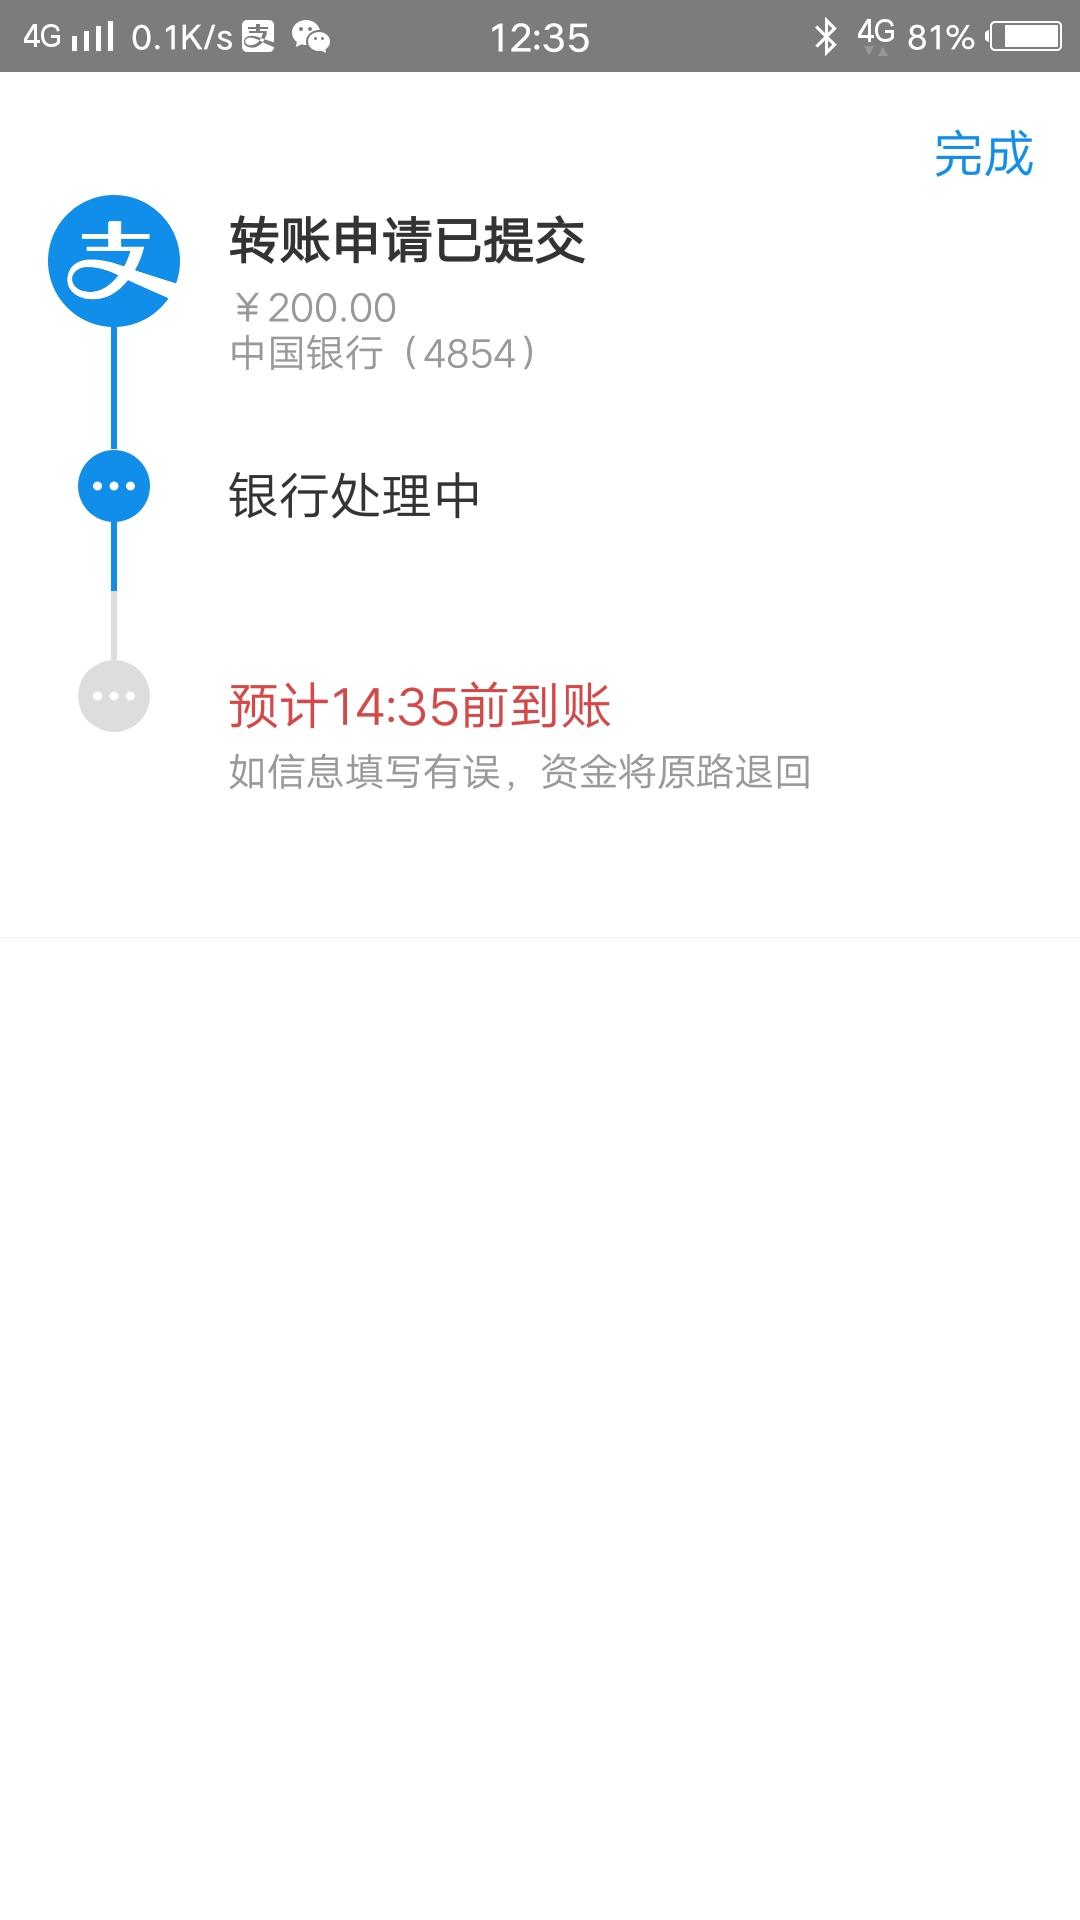 4G 0.1K/s 12:35 4G 81%
完成
转账申请已提交
￥200.00
中国银行（4854）
银行处理中
预计14:35前到账
如信息填写有误，资金将原路退回